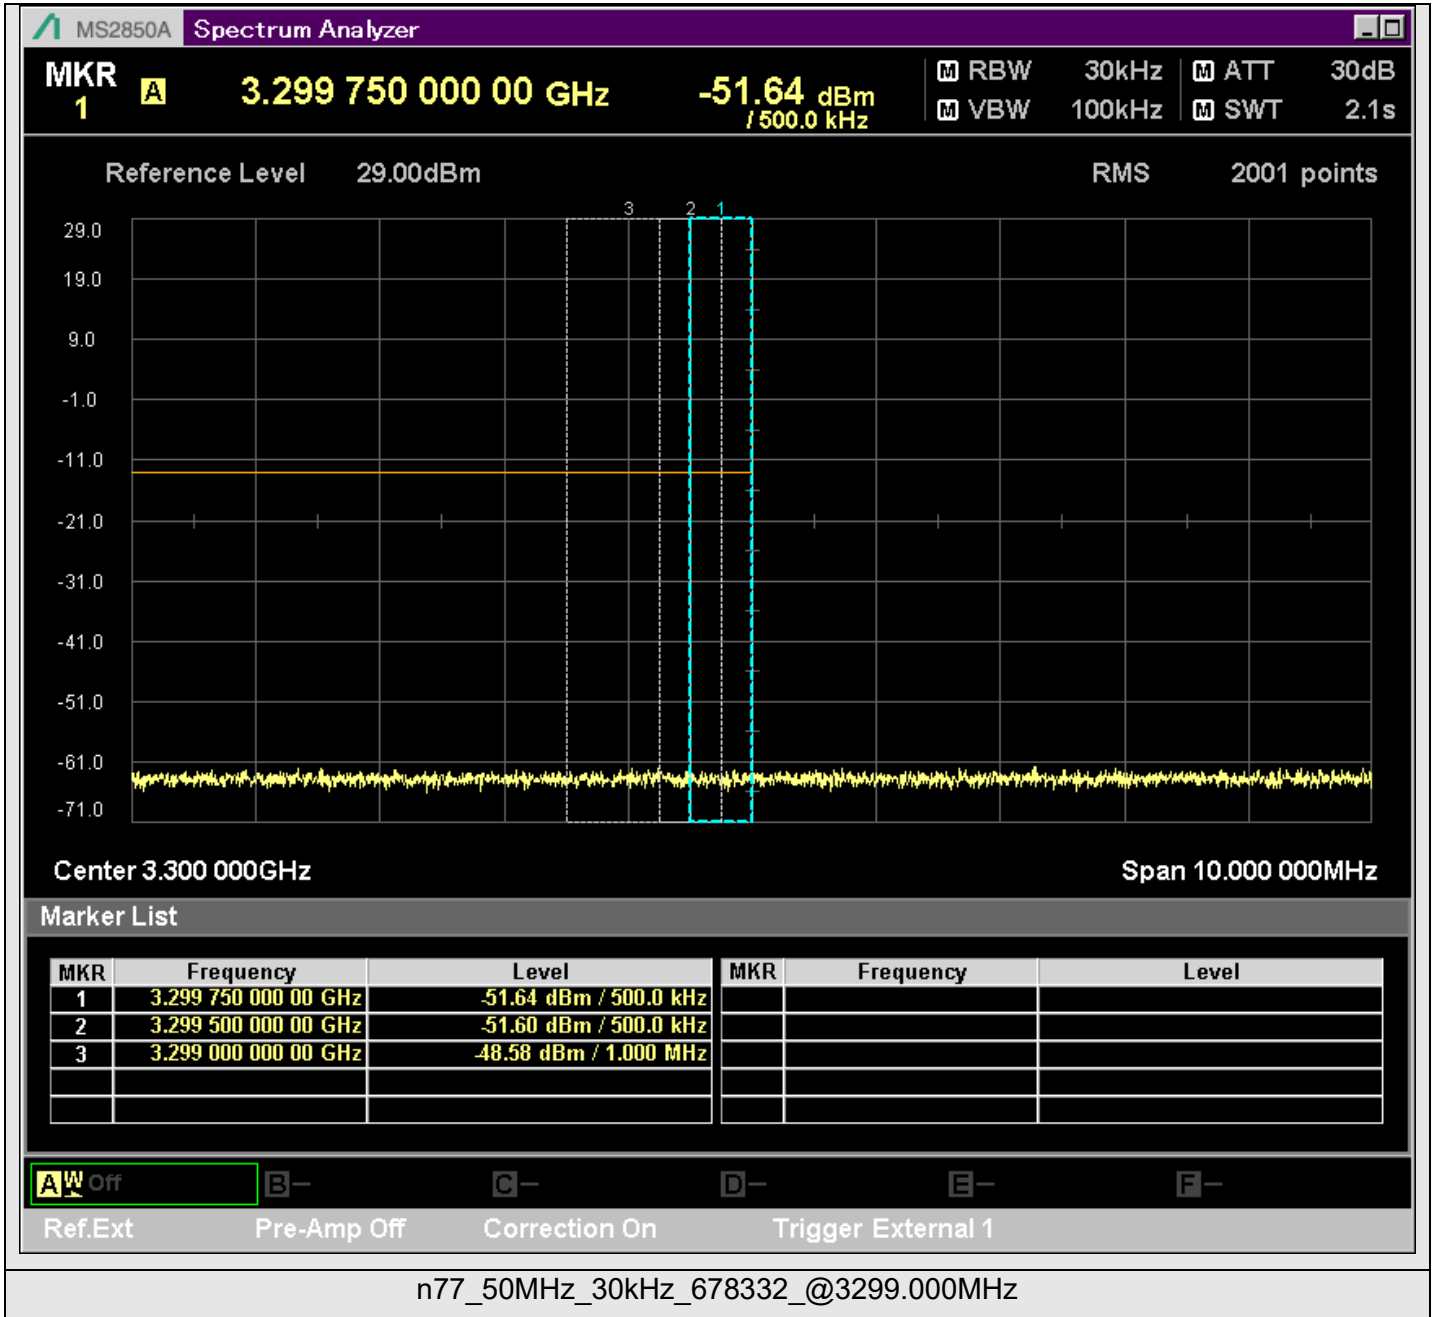 MS2850A Spectrum Analyzer
MKR 1 A 3.299 750 000 00 GHz -51.64 dBm / 500.0 kHz
M RBW 30kHz M ATT 30dB
M VBW 100kHz M SWT 2.1s
Reference Level 29.00dBm RMS 2001 points
3 2 1
29.0
19.0
9.0
-1.0
-11.0
-21.0
-31.0
-41.0
-51.0
-61.0
-71.0
Center 3.300 000GHz Span 10.000 000MHz
Marker List
MKR Frequency Level MKR Frequency Level
1 3.299 750 000 00 GHz -51.64 dBm / 500.0 kHz
2 3.299 500 000 00 GHz -51.60 dBm / 500.0 kHz
3 3.299 000 000 00 GHz -48.58 dBm / 1.000 MHz
A W Off B - C - D - E - F -
Ref.Ext Pre-Amp Off Correction On Trigger External 1
n77_50MHz_30kHz_678332_@3299.000MHz